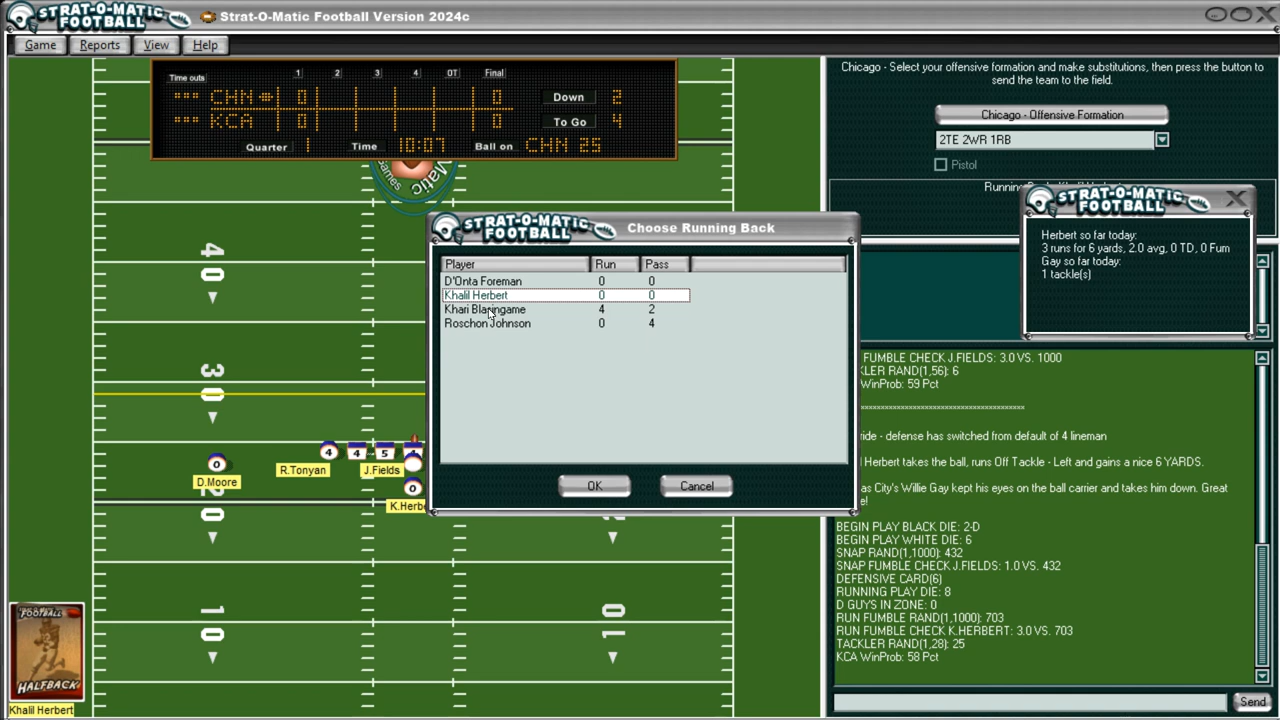 STRAT-O-MATIC FOOTBALL
Strat-O-Matic Football Version 2024c
Game Reports View Help
Time outs 1 2 3 4 OT Final
CHN 0 0 Down 2
KCA 0 0 To Go 4
Quarter 1 Time 10:07 Ball on CHN 25
Games Matic
40
30
20
10
10
D.Moore
R.Tonyan
J.Fields
K.Herbe
0
4 4 5 4
0
FOOTBALL
HALFBACK
Khalil Herbert
STRAT-O-MATIC FOOTBALL
Choose Running Back
Player Run Pass
D'Onta Foreman 0 0
Khalil Herbert 0 0
Khari Blasingame 4 2
Roschon Johnson 0 4
OK Cancel
Chicago - Select your offensive formation and make substitutions, then press the button to
send the team to the field.
Chicago - Offensive Formation
2TE 2WR 1RB
Pistol
STRAT-O-MATIC FOOTBALL
Herbert so far today:
3 runs for 6 yards, 2.0 avg, 0 TD, 0 Fum
Gay so far today:
1 tackle(s)
FUMBLE CHECK J.FIELDS: 3.0 VS. 1000
KLER RAND(1,56): 6
WinProb: 59 Pct
ride - defense has switched from default of 4 lineman
Herbert takes the ball, runs Off Tackle - Left and gains a nice 6 YARDS.
as City's Willie Gay kept his eyes on the ball carrier and takes him down. Great
e!
BEGIN PLAY BLACK DIE: 2-D
BEGIN PLAY WHITE DIE: 6
SNAP RAND(1,1000): 432
SNAP FUMBLE CHECK J.FIELDS: 1.0 VS. 432
DEFENSIVE CARD(6)
RUNNING PLAY DIE: 8
D GUYS IN ZONE: 0
RUN FUMBLE RAND(1,1000): 703
RUN FUMBLE CHECK K.HERBERT: 3.0 VS. 703
TACKLER RAND(1,28): 25
KCA WinProb: 58 Pct
Send